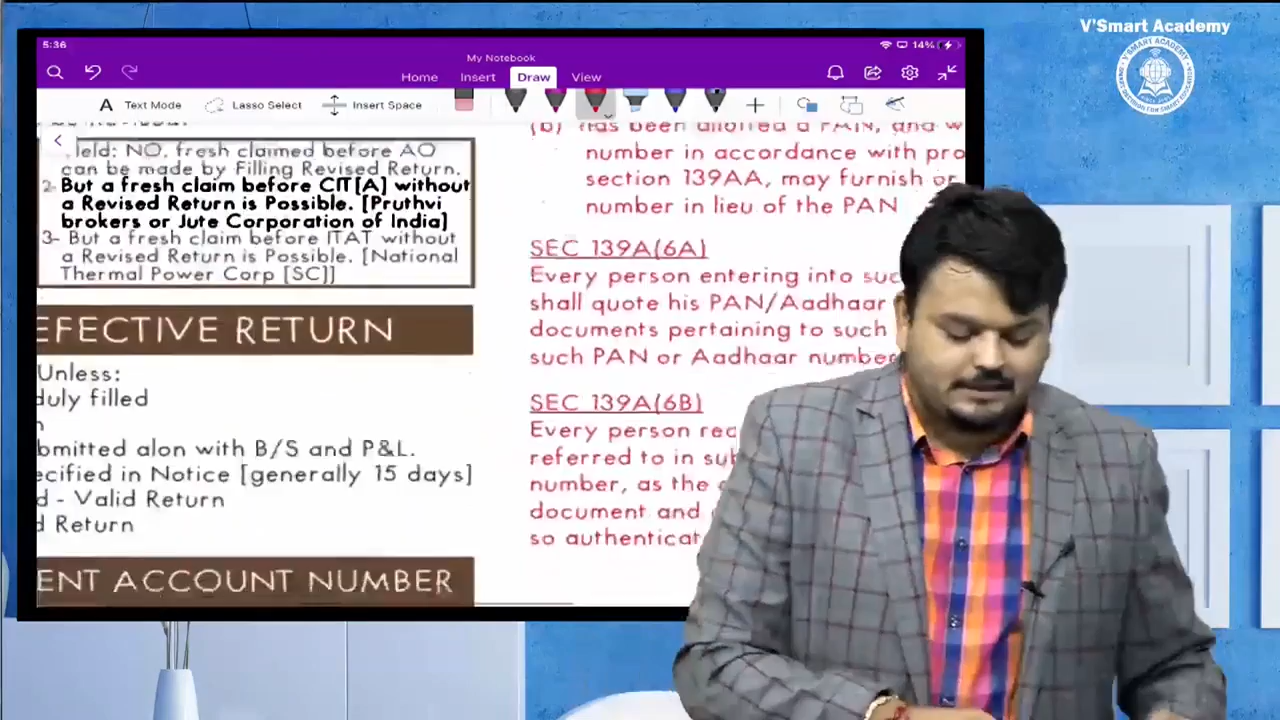 V'Smart Academy
5:36
14%
My Notebook
Home Insert Draw View
Text Mode Lasso Select Insert Space
Held: NO, fresh claimed before AO
can be made by Filling Revised Return.
2- But a fresh claim before CIT[A] without
a Revised Return is Possible. [Pruthvi
brokers or Jute Corporation of India]
3- But a fresh claim before ITAT without
a Revised Return is Possible. [National
Thermal Power Corp [SC]]
EFECTIVE RETURN
Unless:
duly filled
n
bmitted alon with B/S and P&L.
ecified in Notice [generally 15 days]
d - Valid Return
d Return
ENT ACCOUNT NUMBER
(b) has been allotted a PAN, and w
number in accordance with pro
section 139AA, may furnish or
number in lieu of the PAN
SEC 139A(6A)
Every person entering into suc
shall quote his PAN/Aadhaar
documents pertaining to such
such PAN or Aadhaar number
SEC 139A(6B)
Every person rec
referred to in sub
number, as the
document and
so authenticat